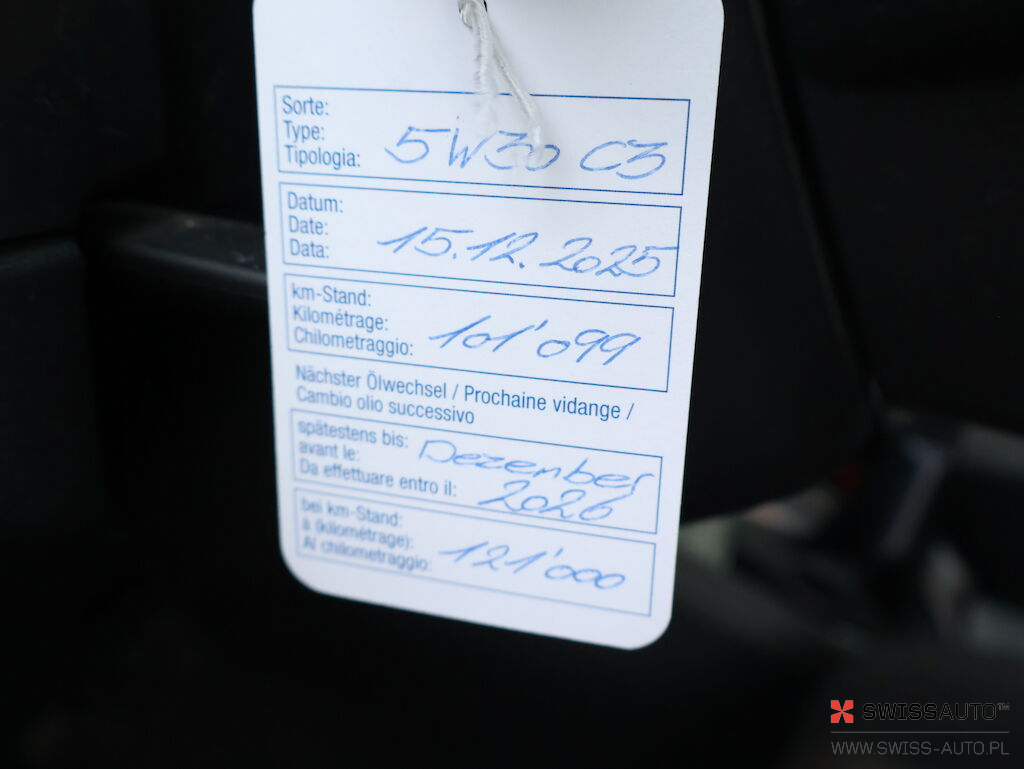 Sorte:
Type:
Tipologia: 5W30 C3
Datum:
Date:
Data: 15.12.2025
km-Stand:
Kilométrage:
Chilometraggio: 101'099
Nächster Ölwechsel / Prochaine vidange /
Cambio olio successivo
spätestens bis: Dezember
avant le:
Da effettuare entro il: 2026
bei km-Stand:
à (kilométrage):
Al chilometraggio: 121'000
SWISSAUTO™
WWW.SWISS-AUTO.PL